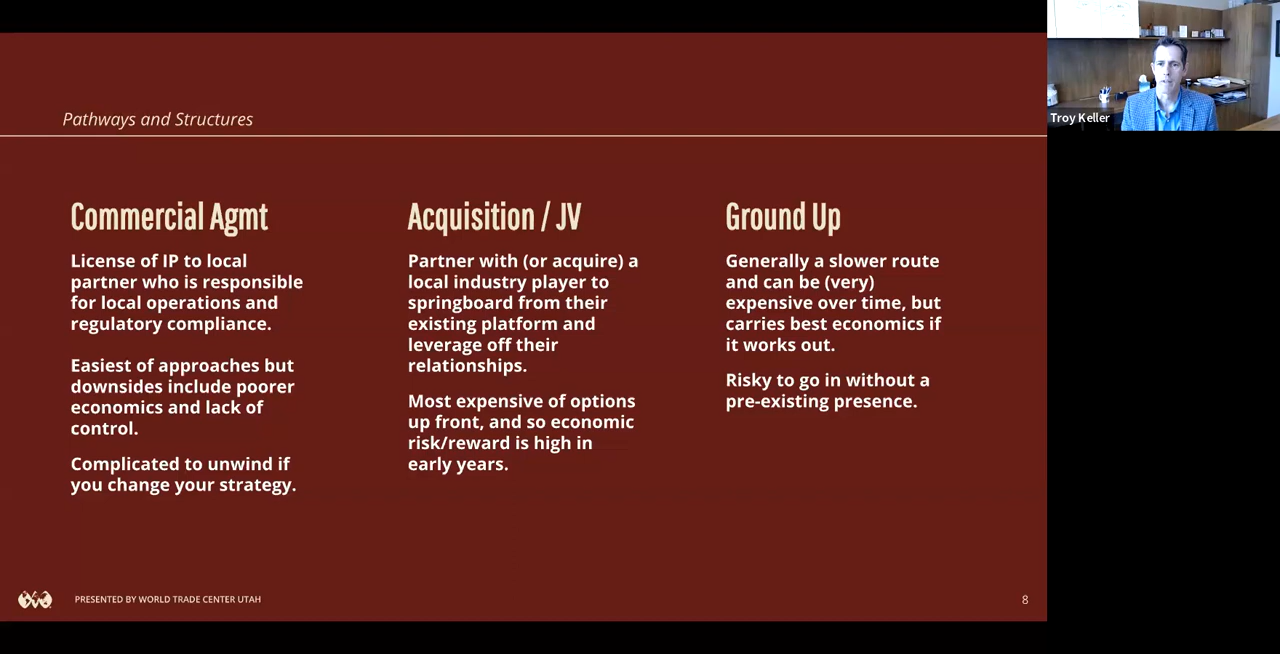 Pathways and Structures
Commercial Agmt
License of IP to local
partner who is responsible
for local operations and
regulatory compliance.
Easiest of approaches but
downsides include poorer
economics and lack of
control.
Complicated to unwind if
you change your strategy.
Acquisition / JV
Partner with (or acquire) a
local industry player to
springboard from their
existing platform and
leverage off their
relationships.
Most expensive of options
up front, and so economic
risk/reward is high in
early years.
Ground Up
Generally a slower route
and can be (very)
expensive over time, but
carries best economics if
it works out.
Risky to go in without a
pre-existing presence.
PRESENTED BY WORLD TRADE CENTER UTAH
8
Troy Keller